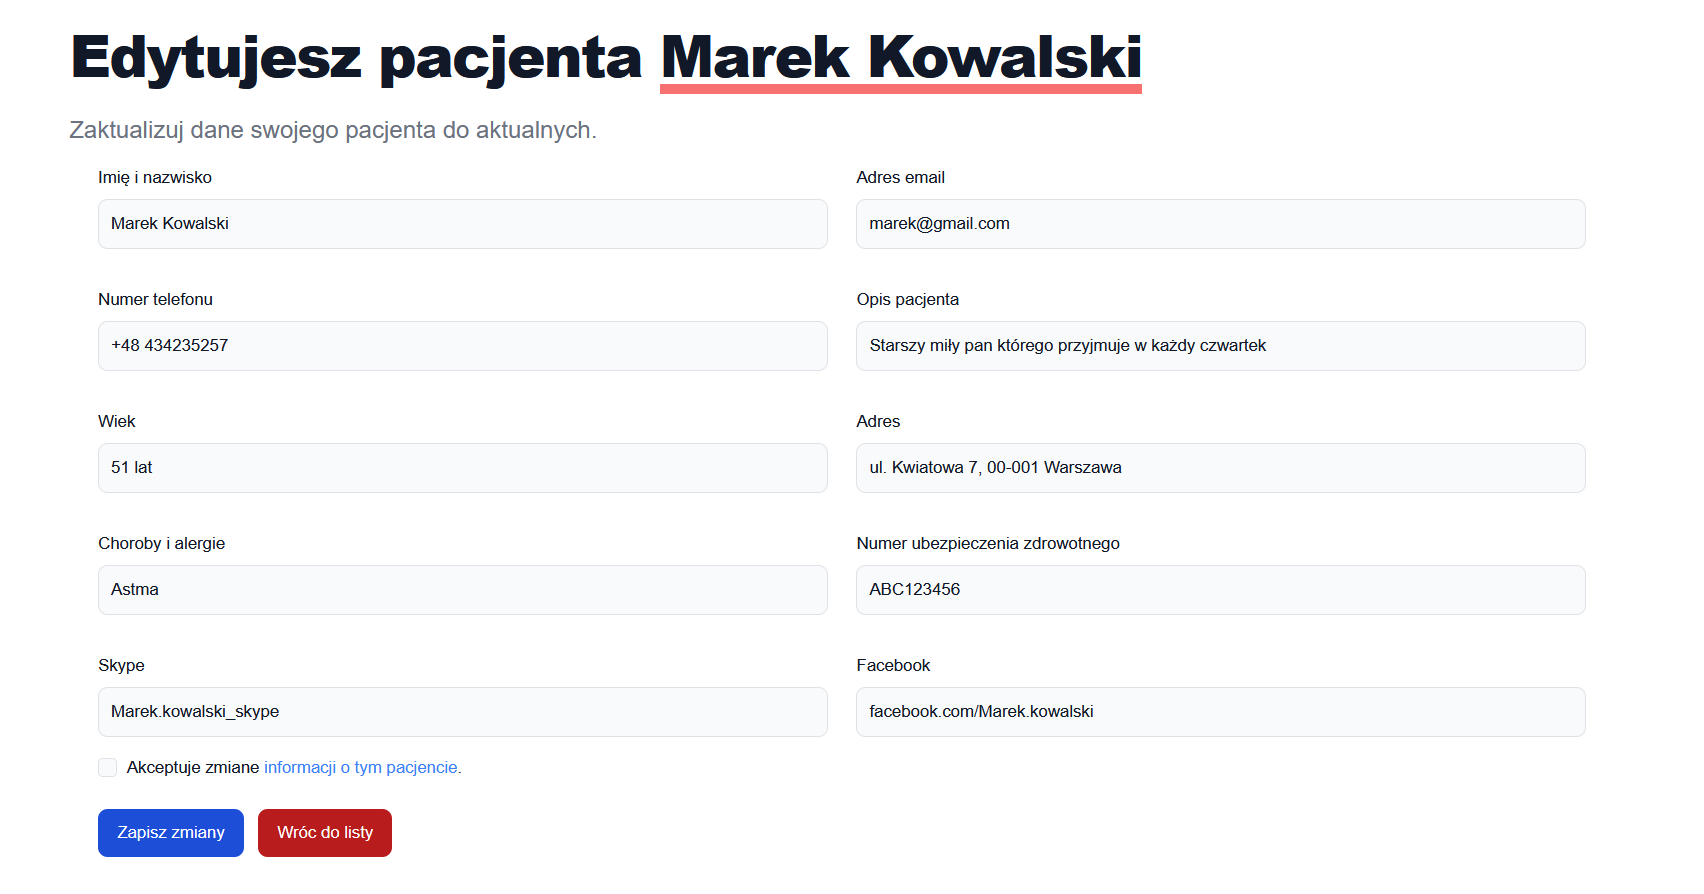 Edytujesz pacjenta Marek Kowalski
Zaktualizuj dane swojego pacjenta do aktualnych.
Imię i nazwisko
Marek Kowalski
Adres email
marek@gmail.com
Numer telefonu
+48 434235257
Opis pacjenta
Starszy miły pan którego przyjmuje w każdy czwartek
Wiek
51 lat
Adres
ul. Kwiatowa 7, 00-001 Warszawa
Choroby i alergie
Astma
Numer ubezpieczenia zdrowotnego
ABC123456
Skype
Marek.kowalski_skype
Facebook
facebook.com/Marek.kowalski
Akceptuje zmiane informacji o tym pacjencie.
Zapisz zmiany
Wróc do listy